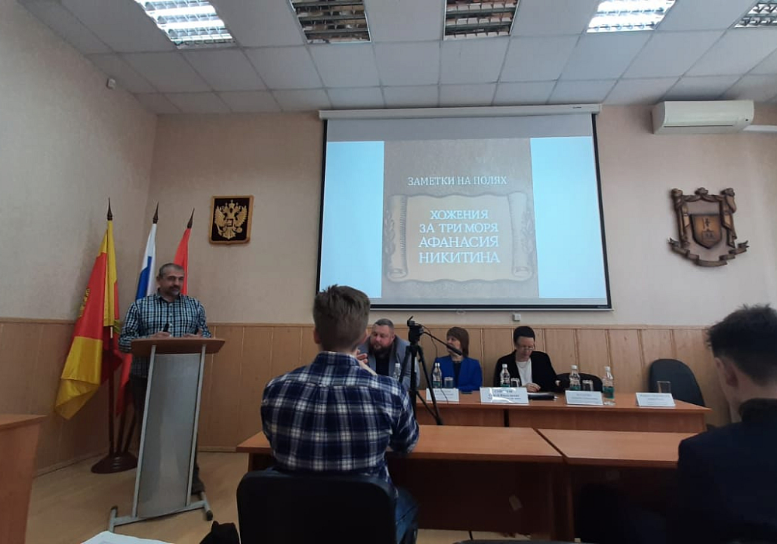 ЗАМЕТКИ НА ПОЛЯХ
ХОЖЕНИЯ
ЗА ТРИ МОРЯ
АФАНАСИЯ
НИКИТИНА